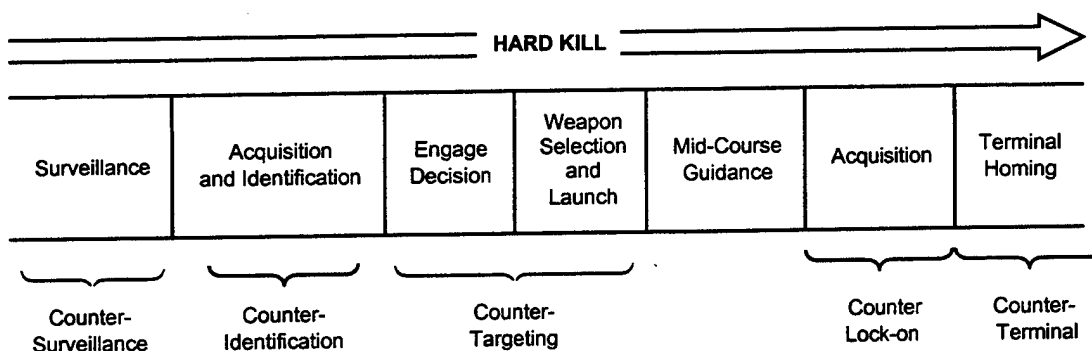 HARD KILL
Surveillance
Acquisition
and Identification
Engage
Decision
Weapon
Selection
and
Launch
Mid-Course
Guidance
Acquisition
Terminal
Homing
Counter-
Surveillance
Counter-
Identification
Counter-
Targeting
Counter
Lock-on
Counter-
Terminal